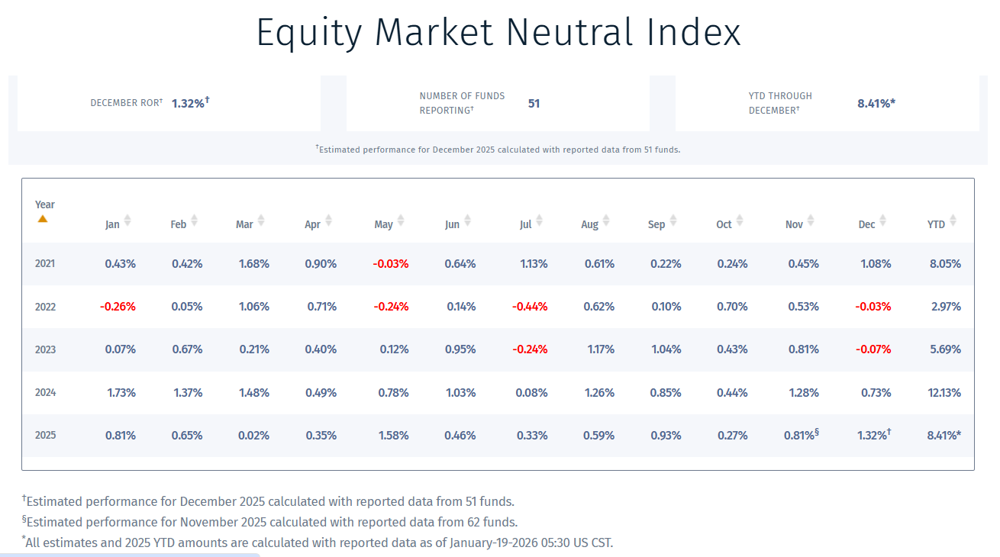 Equity Market Neutral Index
DECEMBER ROR† 1.32%†
NUMBER OF FUNDS
REPORTING†
51
YTD THROUGH
DECEMBER†
8.41%*
†Estimated performance for December 2025 calculated with reported data from 51 funds.
Year Jan Feb Mar Apr May Jun Jul Aug Sep Oct Nov Dec YTD
2021 0.43% 0.42% 1.68% 0.90% -0.03% 0.64% 1.13% 0.61% 0.22% 0.24% 0.45% 1.08% 8.05%
2022 -0.26% 0.05% 1.06% 0.71% -0.24% 0.14% -0.44% 0.62% 0.10% 0.70% 0.53% -0.03% 2.97%
2023 0.07% 0.67% 0.21% 0.40% 0.12% 0.95% -0.24% 1.17% 1.04% 0.43% 0.81% -0.07% 5.69%
2024 1.73% 1.37% 1.48% 0.49% 0.78% 1.03% 0.08% 1.26% 0.85% 0.44% 1.28% 0.73% 12.13%
2025 0.81% 0.65% 0.02% 0.35% 1.58% 0.46% 0.33% 0.59% 0.93% 0.27% 0.81%§ 1.32%† 8.41%*
†Estimated performance for December 2025 calculated with reported data from 51 funds.
§Estimated performance for November 2025 calculated with reported data from 62 funds.
*All estimates and 2025 YTD amounts are calculated with reported data as of January-19-2026 05:30 US CST.